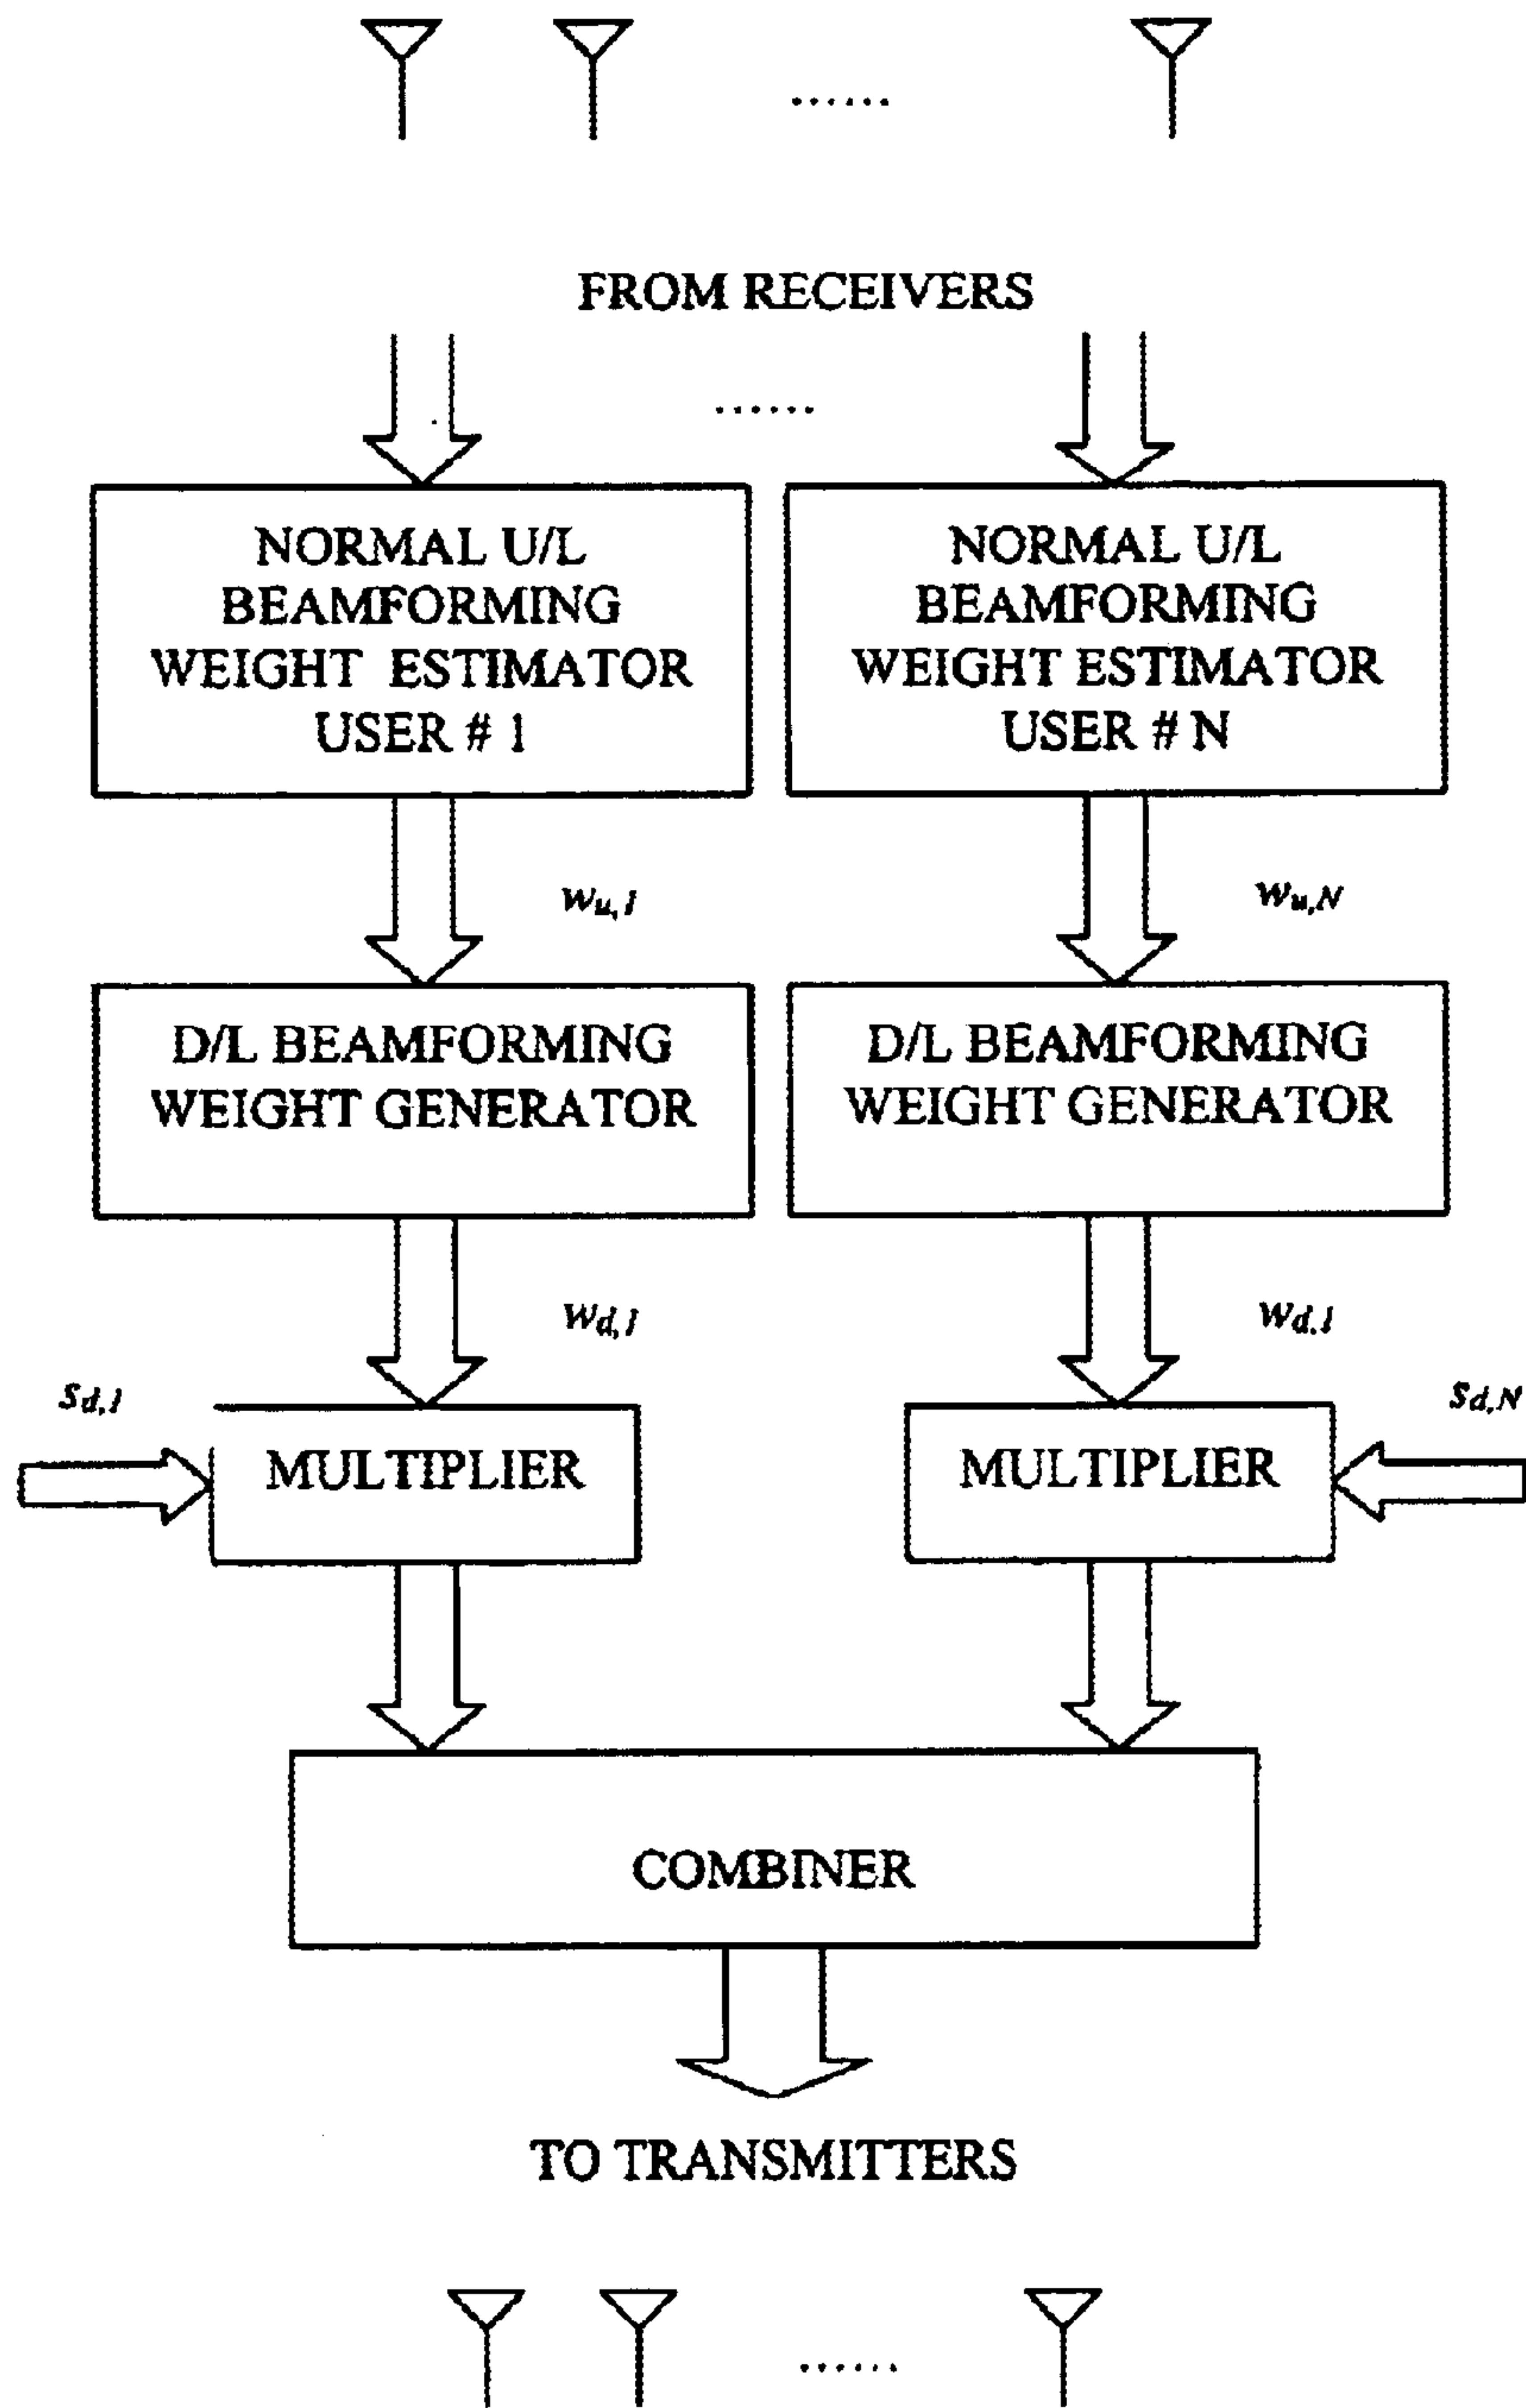 ......
FROM RECEIVERS
......
NORMAL U/L
BEAMFORMING
WEIGHT ESTIMATOR
USER # 1
NORMAL U/L
BEAMFORMING
WEIGHT ESTIMATOR
USER # N
wu,1
wu,N
D/L BEAMFORMING
WEIGHT GENERATOR
D/L BEAMFORMING
WEIGHT GENERATOR
wd,1
wd,1
sd,1
sd,N
MULTIPLIER
MULTIPLIER
COMBINER
TO TRANSMITTERS
......